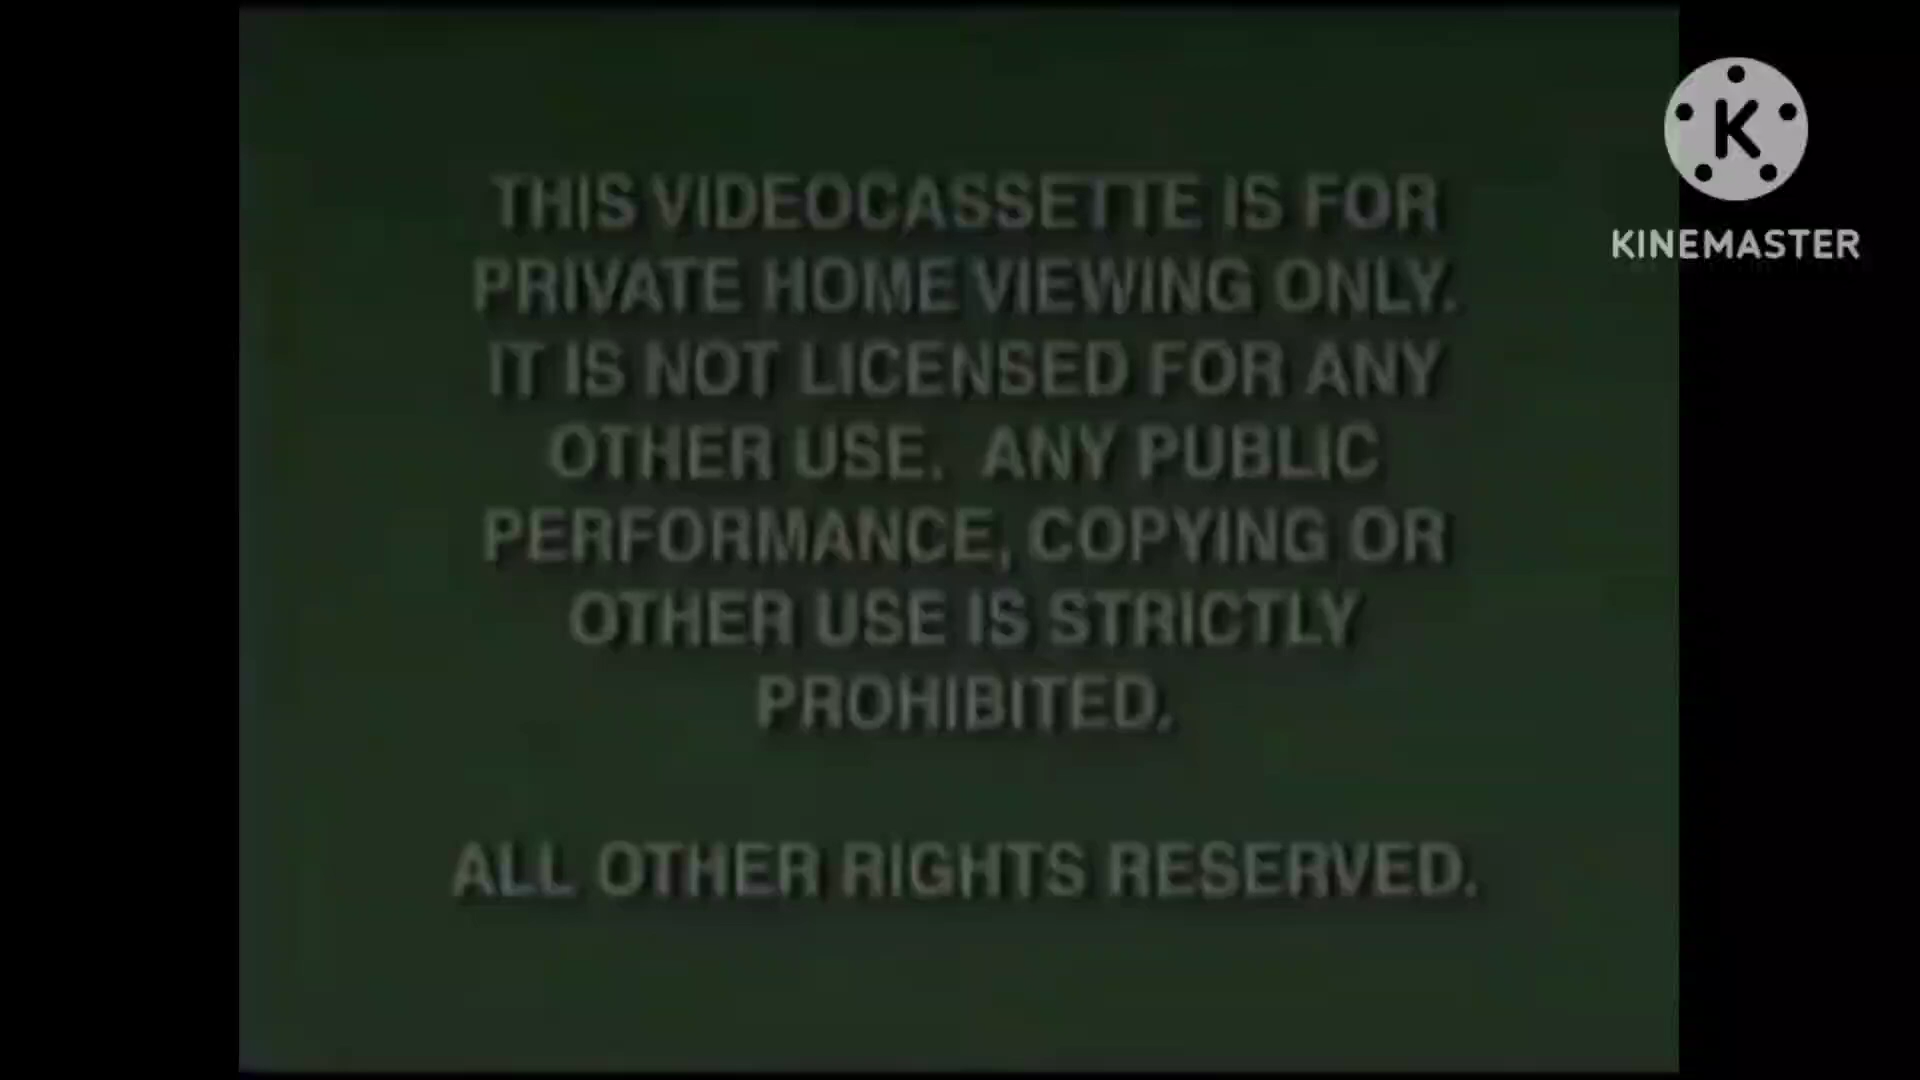 THIS VIDEOCASSETTE IS FOR
PRIVATE HOME VIEWING ONLY.
IT IS NOT LICENSED FOR ANY
OTHER USE.  ANY PUBLIC
PERFORMANCE, COPYING OR
OTHER USE IS STRICTLY
PROHIBITED.
ALL OTHER RIGHTS RESERVED.
K
KINEMASTER